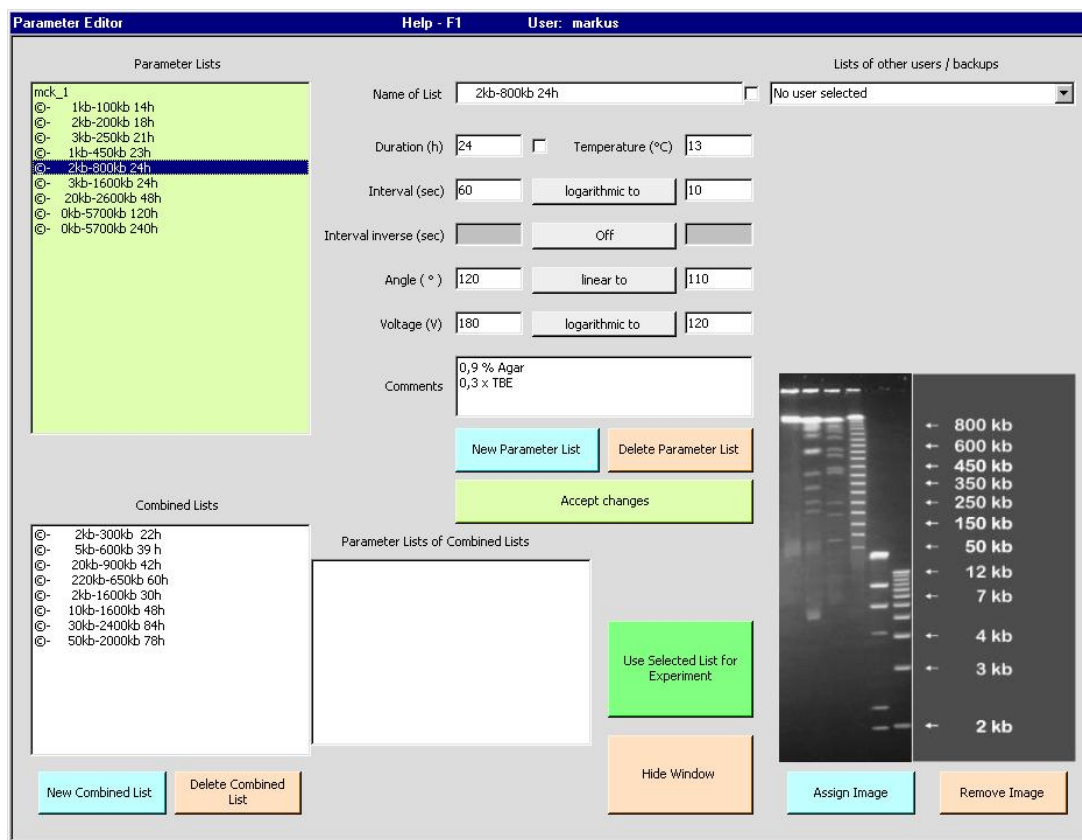 Parameter Editor Help - F1 User: markus
Parameter Lists
mck_1
©- 1kb-100kb 14h
©- 2kb-200kb 18h
©- 3kb-250kb 21h
©- 1kb-450kb 23h
©- 2kb-800kb 24h
©- 3kb-1600kb 24h
©- 20kb-2600kb 48h
©- 0kb-5700kb 120h
©- 0kb-5700kb 240h
Name of List 2kb-800kb 24h
Lists of other users / backups
No user selected
Duration (h) 24 Temperature (°C) 13
Interval (sec) 60 logarithmic to 10
Interval inverse (sec) Off
Angle ( ° ) 120 linear to 110
Voltage (V) 180 logarithmic to 120
Comments
0,9 % Agar
0,3 x TBE
New Parameter List Delete Parameter List
Accept changes
Combined Lists
©- 2kb-300kb 22h
©- 5kb-600kb 39 h
©- 20kb-900kb 42h
©- 220kb-650kb 60h
©- 2kb-1600kb 30h
©- 10kb-1600kb 48h
©- 30kb-2400kb 84h
©- 50kb-2000kb 78h
Parameter Lists of Combined Lists
Use Selected List for
Experiment
Hide Window
New Combined List
Delete Combined
List
← 800 kb
← 600 kb
← 450 kb
← 350 kb
← 250 kb
← 150 kb
← 50 kb
← 12 kb
← 7 kb
← 4 kb
← 3 kb
← 2 kb
Assign Image Remove Image